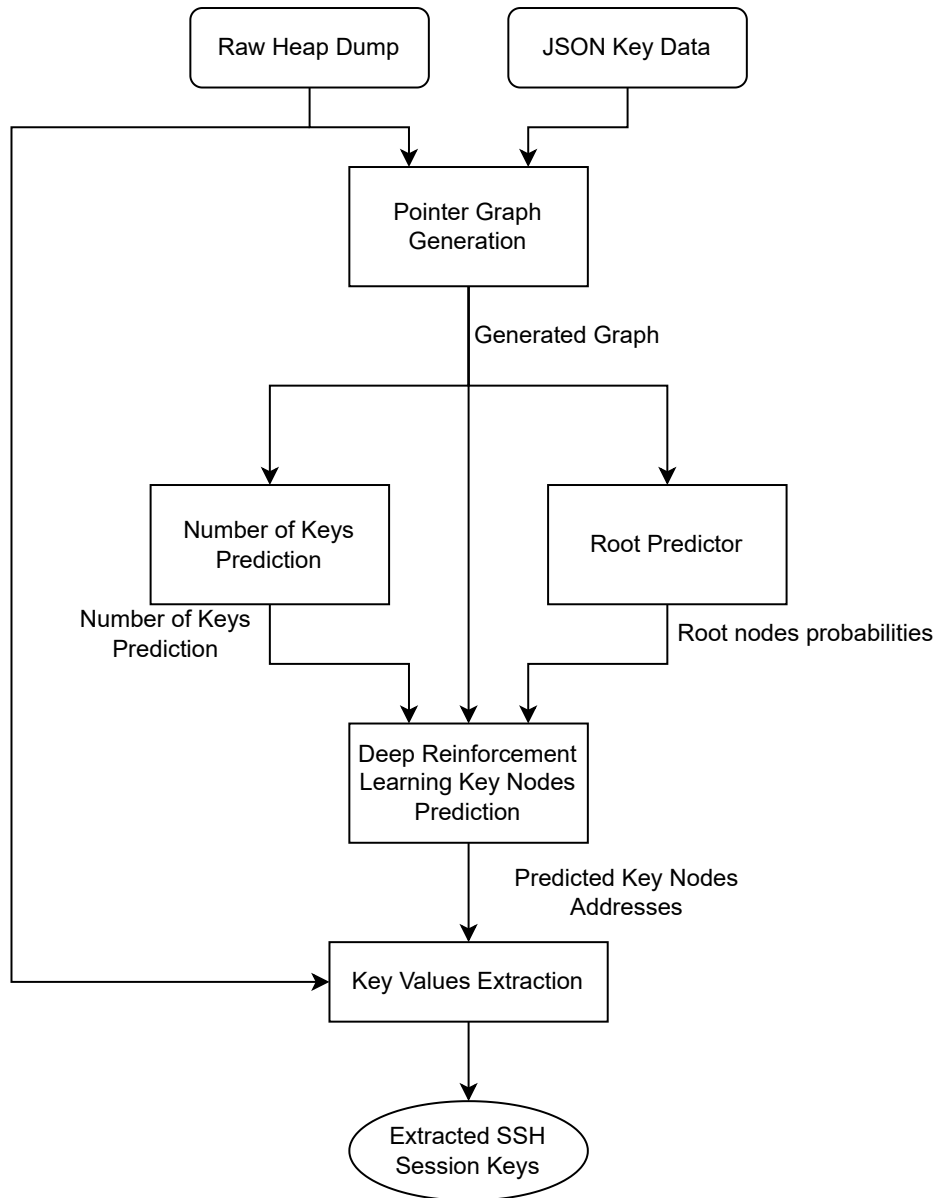 Raw Heap Dump
JSON Key Data
Pointer Graph
Generation
Generated Graph
Number of Keys
Prediction
Root Predictor
Number of Keys
Prediction
Root nodes probabilities
Deep Reinforcement
Learning Key Nodes
Prediction
Predicted Key Nodes
Addresses
Key Values Extraction
Extracted SSH
Session Keys